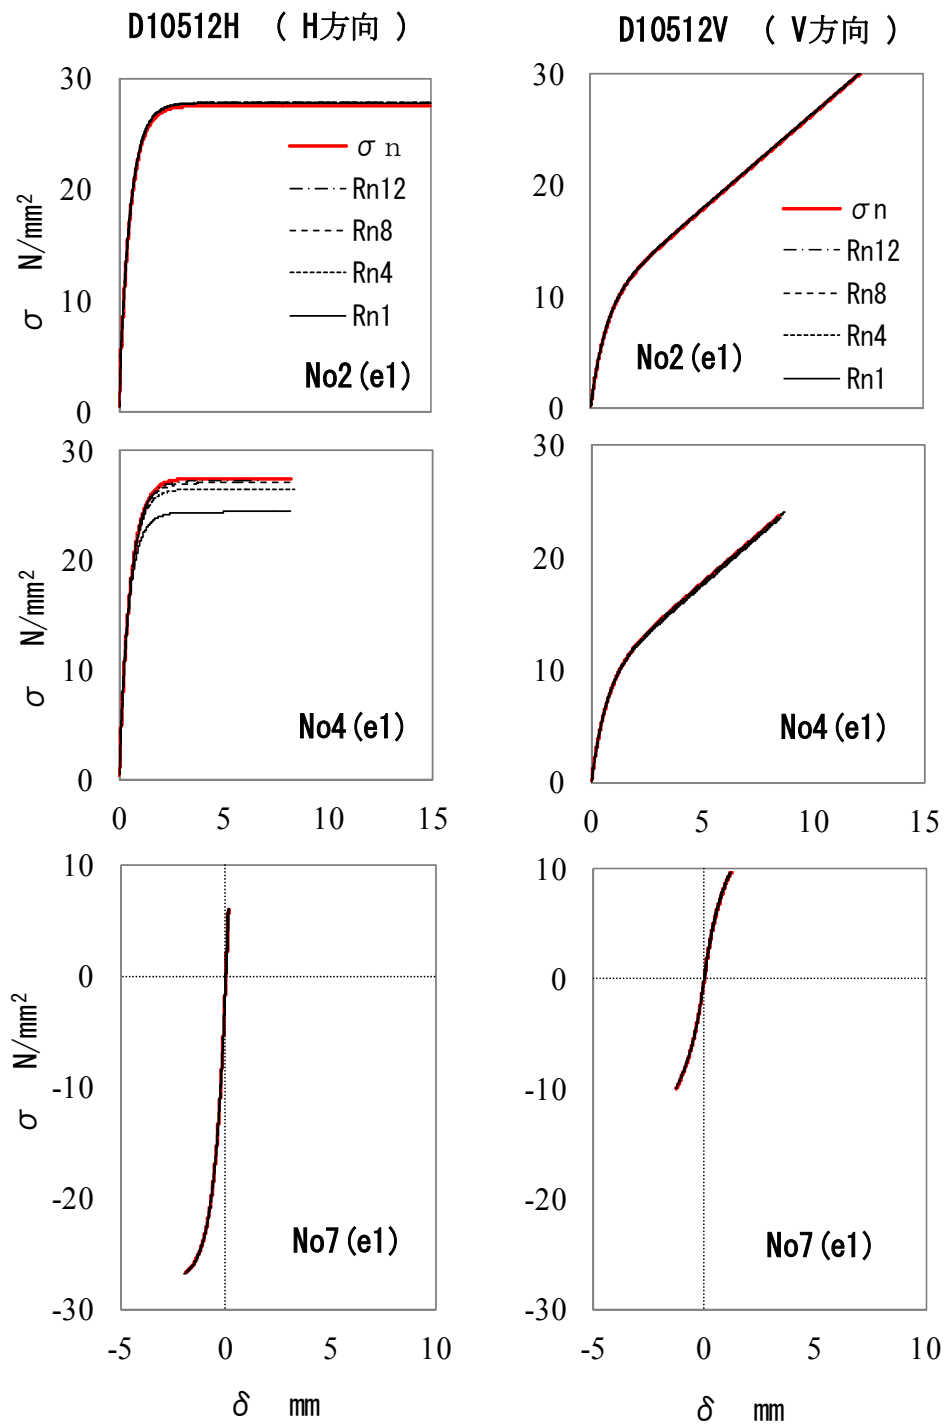 D10512H ( H方向 )
30
20
10
0
σ N/mm²
σn
Rn12
Rn8
Rn4
Rn1
No2(e1)
D10512V ( V方向 )
30
20
10
0
σn
Rn12
Rn8
Rn4
Rn1
No2(e1)
30
20
10
0
σ N/mm²
No4(e1)
0 5 10 15
30
20
10
0
No4(e1)
0 5 10 15
10
0
-10
-20
-30
σ N/mm²
No7(e1)
-5 0 5 10
δ mm
10
0
-10
-20
-30
No7(e1)
-5 0 5 10
δ mm